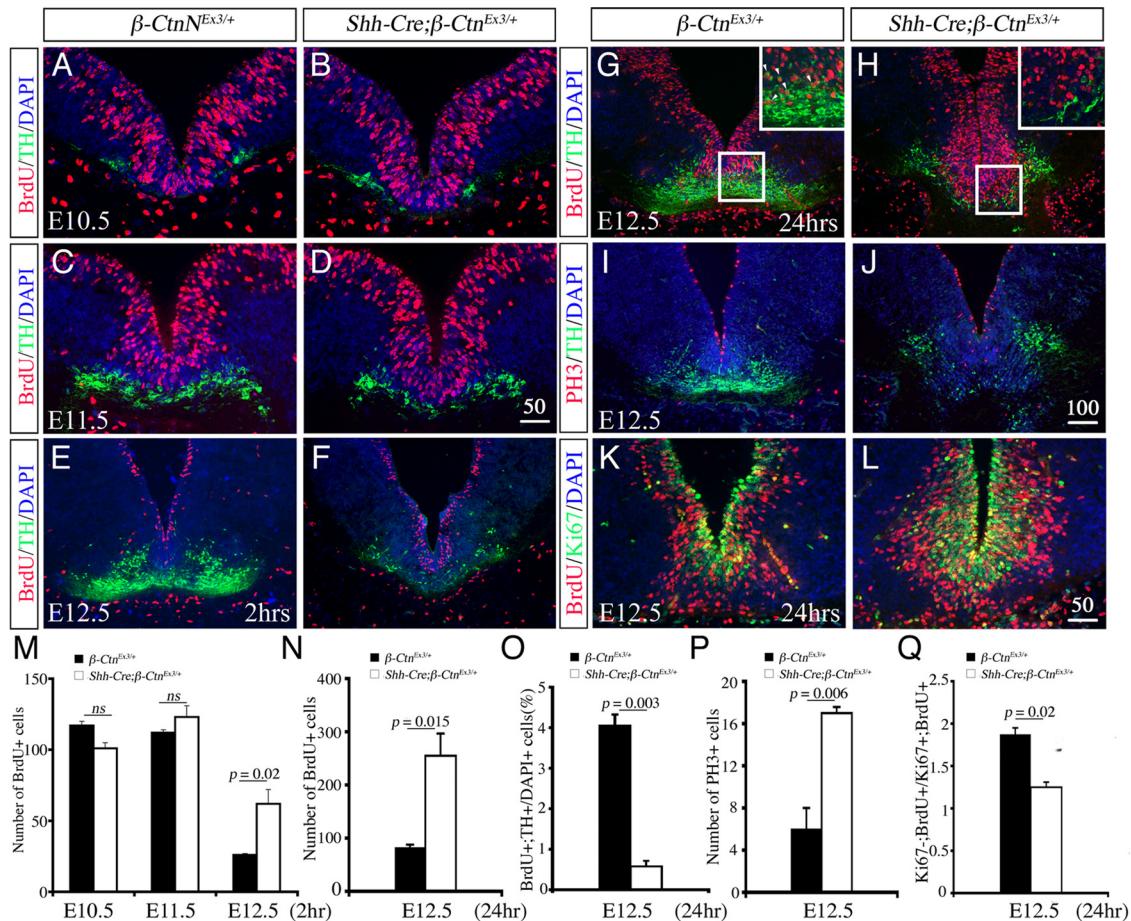 β-CtnN^Ex3/+
Shh-Cre;β-Ctn^Ex3/+
β-Ctn^Ex3/+
Shh-Cre;β-Ctn^Ex3/+
BrdU/TH/DAPI
A
E10.5
B
BrdU/TH/DAPI
G
E12.5
24hrs
H
BrdU/TH/DAPI
C
E11.5
D
50
PH3/TH/DAPI
I
E12.5
J
100
BrdU/TH/DAPI
E
E12.5
2hrs
F
BrdU/Ki67/DAPI
K
E12.5
24hrs
L
50
M
β-Ctn^Ex3/+
Shh-Cre;β-Ctn^Ex3/+
Number of BrdU+ cells
150
100
50
0
ns
ns
p = 0.02
E10.5 E11.5 E12.5 (2hr)
N
β-Ctn^Ex3/+
Shh-Cre;β-Ctn^Ex3/+
Number of BrdU+ cells
400
300
200
100
0
p = 0.015
E12.5 (24hr)
O
β-Ctn^Ex3/+
Shh-Cre;β-Ctn^Ex3/+
BrdU+;TH+/DAPI+ cells(%)
5
4
3
2
1
0
p = 0.003
E12.5 (24hr)
P
β-Ctn^Ex3/+
Shh-Cre;β-Ctn^Ex3/+
Number of PH3+ cells
20
16
12
8
4
0
p = 0.006
E12.5
Q
β-Ctn^Ex3/+
Shh-Cre;β-Ctn^Ex3/+
Ki67-;BrdU+/Ki67+;BrdU+
2.5
2
1.5
1
0.5
0
p = 0.02
E12.5 (24hr)